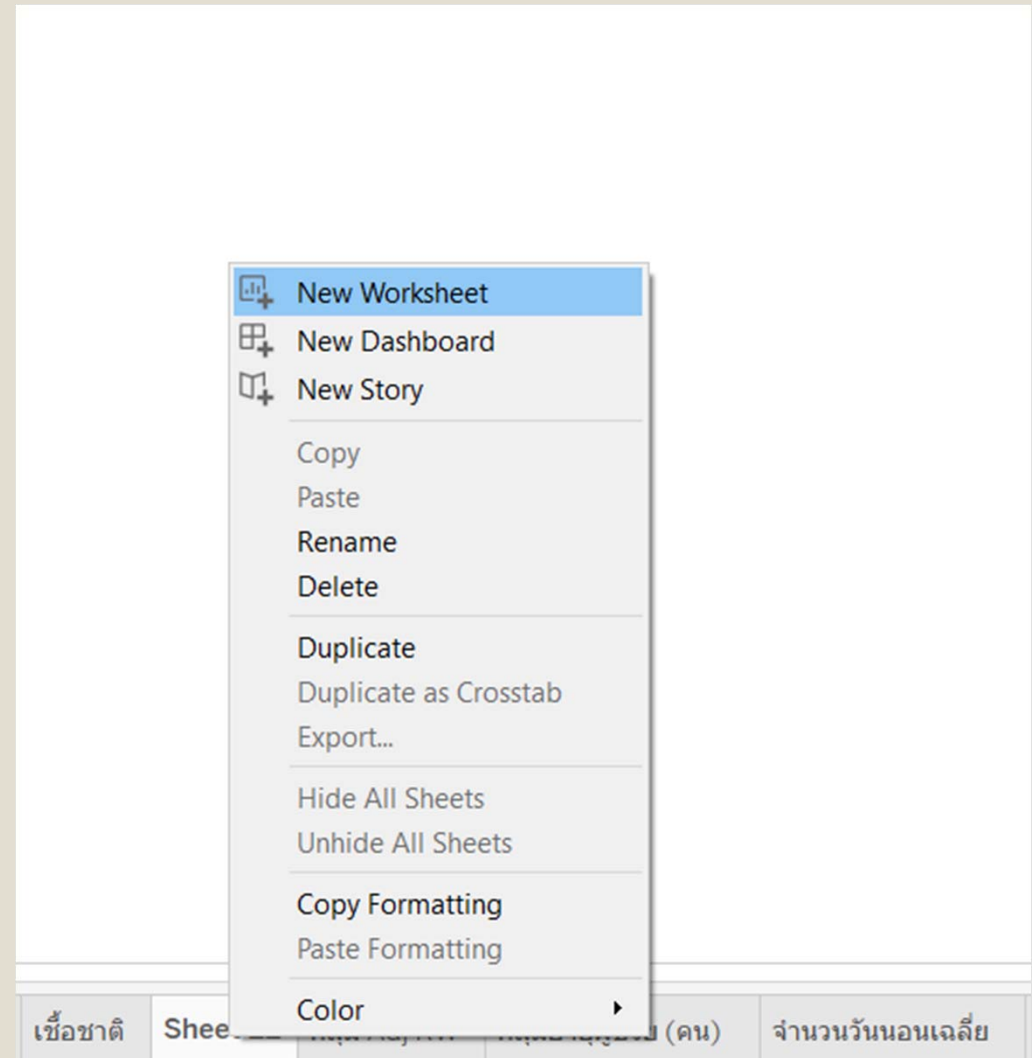 New Worksheet
New Dashboard
New Story
Copy
Paste
Rename
Delete
Duplicate
Duplicate as Crosstab
Export...
Hide All Sheets
Unhide All Sheets
Copy Formatting
Paste Formatting
Color
เชื้อชาติ (คน) จำนวนวันนอนเฉลี่ย